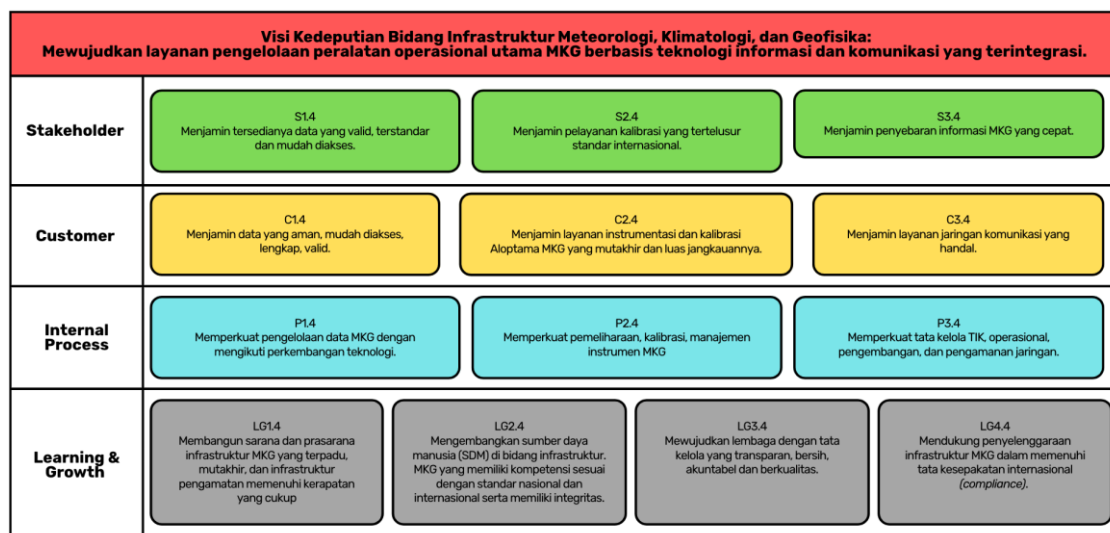 Visi Kedeputian Bidang Infrastruktur Meteorologi, Klimatologi, dan Geofisika:
Mewujudkan layanan pengelolaan peralatan operasional utama MKG berbasis teknologi informasi dan komunikasi yang terintegrasi.
Stakeholder
S1.4
Menjamin tersedianya data yang valid, terstandar
dan mudah diakses.
S2.4
Menjamin pelayanan kalibrasi yang tertelusur
standar internasional.
S3.4
Menjamin penyebaran informasi MKG yang cepat.
Customer
C1.4
Menjamin data yang aman, mudah diakses,
lengkap, valid.
C2.4
Menjamin layanan instrumentasi dan kalibrasi
Aloptama MKG yang mutakhir dan luas jangkauannya.
C3.4
Menjamin layanan jaringan komunikasi yang
handal.
Internal
Process
P1.4
Memperkuat pengelolaan data MKG dengan
mengikuti perkembangan teknologi.
P2.4
Memperkuat pemeliharaan, kalibrasi, manajemen
instrumen MKG
P3.4
Memperkuat tata kelola TIK, operasional,
pengembangan, dan pengamanan jaringan.
Learning &
Growth
LG1.4
Membangun sarana dan prasarana
infrastruktur MKG yang terpadu,
mutakhir, dan infrastruktur
pengamatan memenuhi kerapatan
yang cukup
LG2.4
Mengembangkan sumber daya
manusia (SDM) di bidang infrastruktur.
MKG yang memiliki kompetensi sesuai
dengan standar nasional dan
internasional serta memiliki integritas.
LG3.4
Mewujudkan lembaga dengan tata
kelola yang transparan, bersih,
akuntabel dan berkualitas.
LG4.4
Mendukung penyelenggaraan
infrastruktur MKG dalam memenuhi
tata kesepakatan internasional
(compliance).